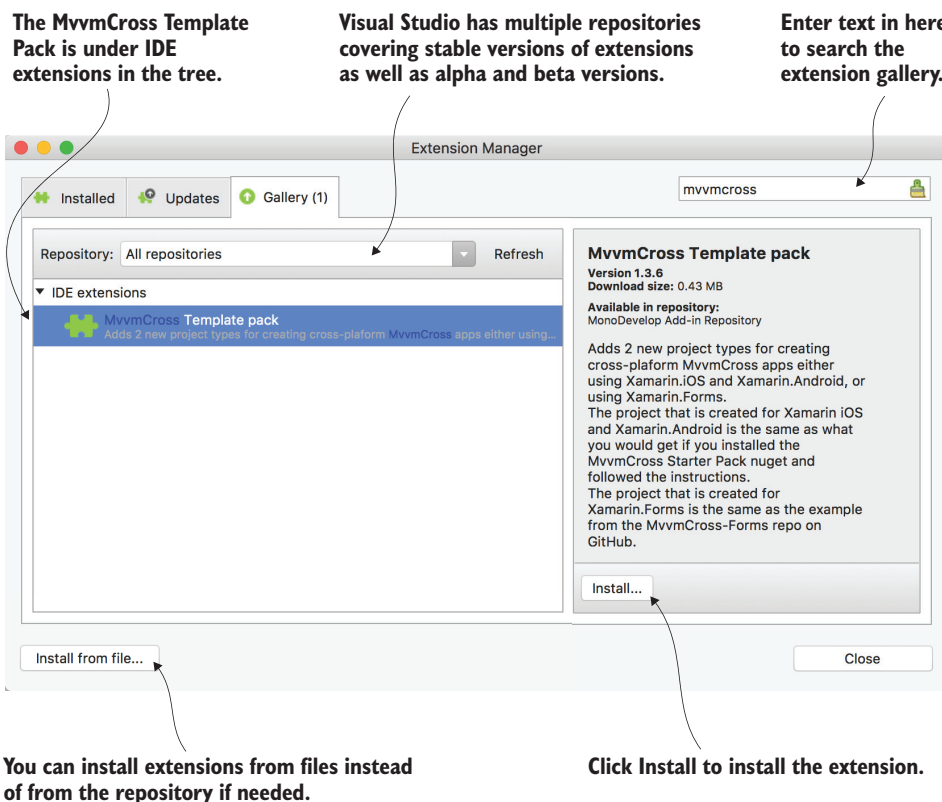 The MvvmCross Template
Pack is under IDE
extensions in the tree.
Visual Studio has multiple repositories
covering stable versions of extensions
as well as alpha and beta versions.
Enter text in here
to search the
extension gallery.
Extension Manager
Installed
Updates
Gallery (1)
mvvmcross
Repository:
All repositories
Refresh
IDE extensions
MvvmCross Template pack
Adds 2 new project types for creating cross-plaform MvvmCross apps either using...
MvvmCross Template pack
Version 1.3.6
Download size: 0.43 MB
Available in repository:
MonoDevelop Add-in Repository
Adds 2 new project types for creating
cross-plaform MvvmCross apps either
using Xamarin.iOS and Xamarin.Android, or
using Xamarin.Forms.
The project that is created for Xamarin iOS
and Xamarin.Android is the same as what
you would get if you installed the
MvvmCross Starter Pack nuget and
followed the instructions.
The project that is created for
Xamarin.Forms is the same as the example
from the MvvmCross-Forms repo on
GitHub.
Install...
Install from file...
Close
You can install extensions from files instead
of from the repository if needed.
Click Install to install the extension.